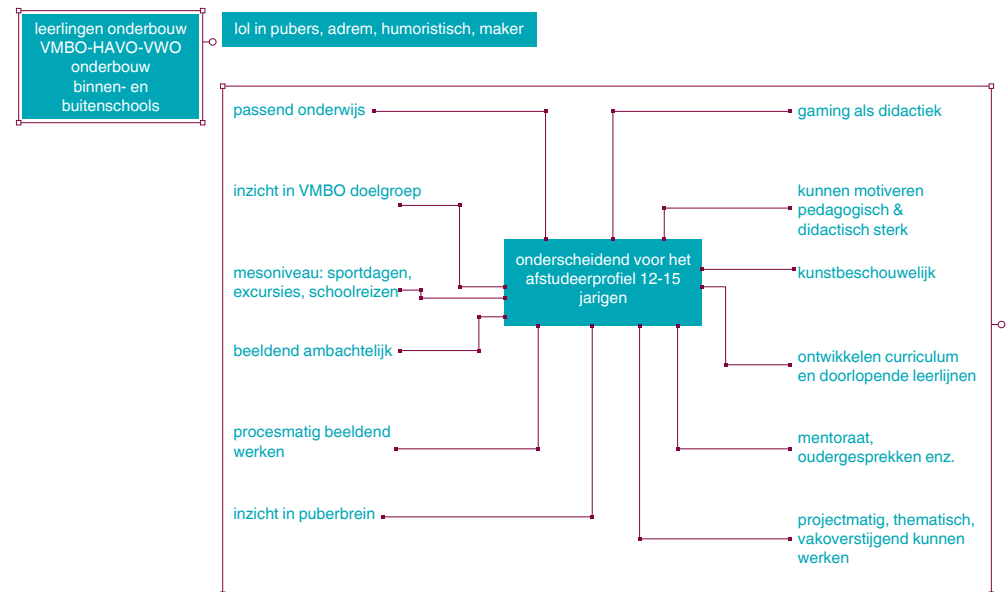 leerlingen onderbouw
VMBO-HAVO-VWO
onderbouw
binnen- en
buitenschools
lol in pubers, adrem, humoristisch, maker
passend onderwijs
inzicht in VMBO doelgroep
mesoniveau: sportdagen,
excursies, schoolreizen
beeldend ambachtelijk
procesmatig beeldend
werken
inzicht in puberbrein
onderscheidend voor het
afstudeerprofiel 12-15
jarigen
gaming als didactiek
kunnen motiveren
pedagogisch &
didactisch sterk
kunstbeschouwelijk
ontwikkelen curriculum
en doorlopende leerlijnen
mentoraat,
oudergesprekken enz.
projectmatig, thematisch,
vakoverstijgend kunnen
werken